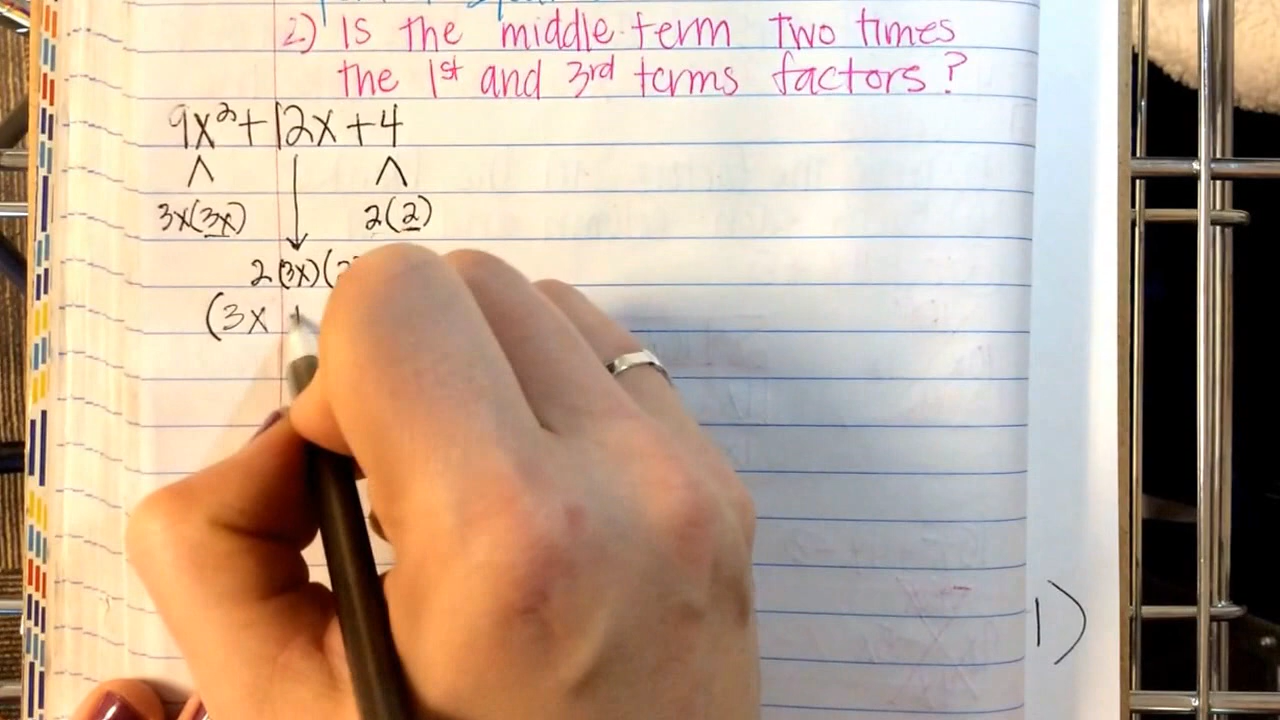 2.) Is the middle term two times
the 1st and 3rd terms factors?
9x² + 12x + 4
3x(3x) 2(2)
2(3x)(2
(3x +
1)